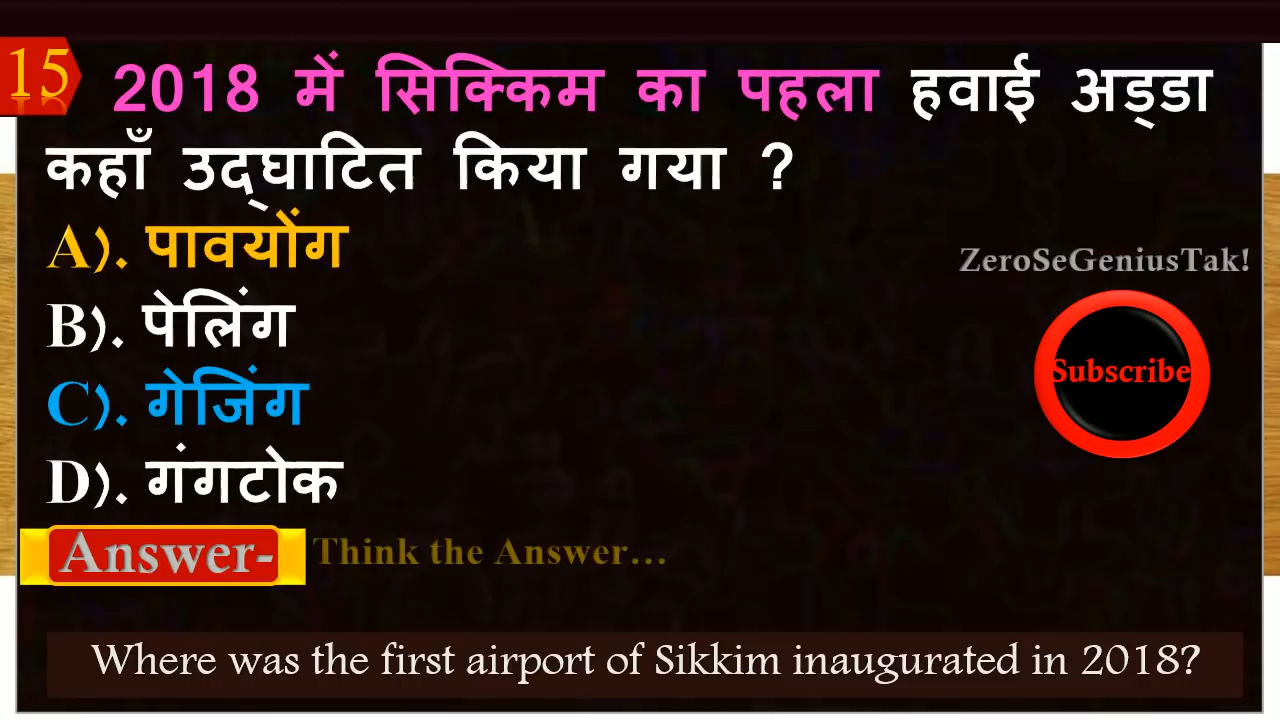 15
2018 में सिक्किम का पहला हवाई अड्डा
कहाँ उद्घाटित किया गया ?
A). पावयोंग
B). पेलिंग
C). गेजिंग
D). गंगटोक
ZeroSeGeniusTak!
Subscribe
Answer- Think the Answer...
Where was the first airport of Sikkim inaugurated in 2018?